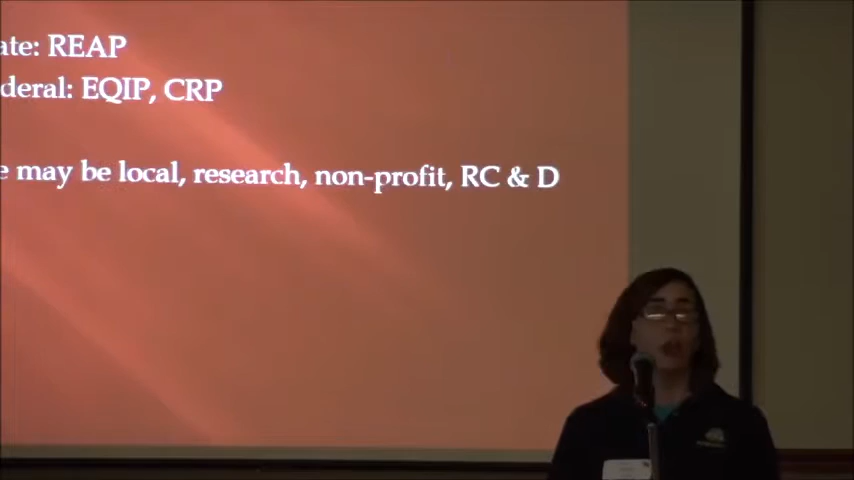 ate: REAP
deral: EQIP, CRP
e may be local, research, non-profit, RC & D